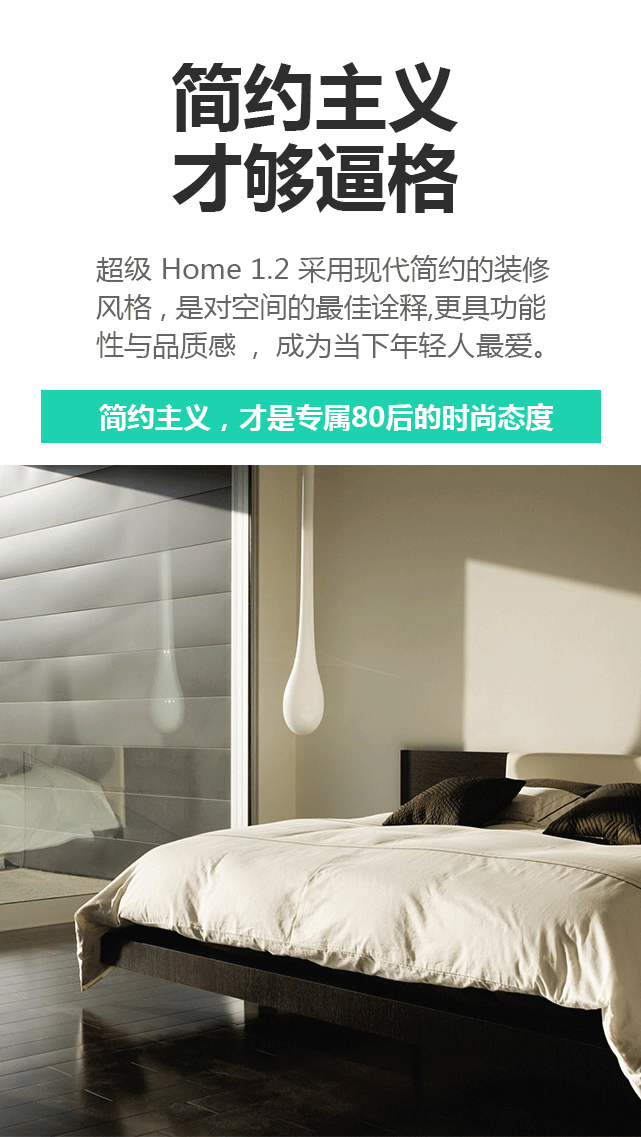 简约主义
才够逼格
超级 Home 1.2 采用现代简约的装修
风格，是对空间的最佳诠释,更具功能
性与品质感 ，成为当下年轻人最爱。
简约主义，才是专属80后的时尚态度